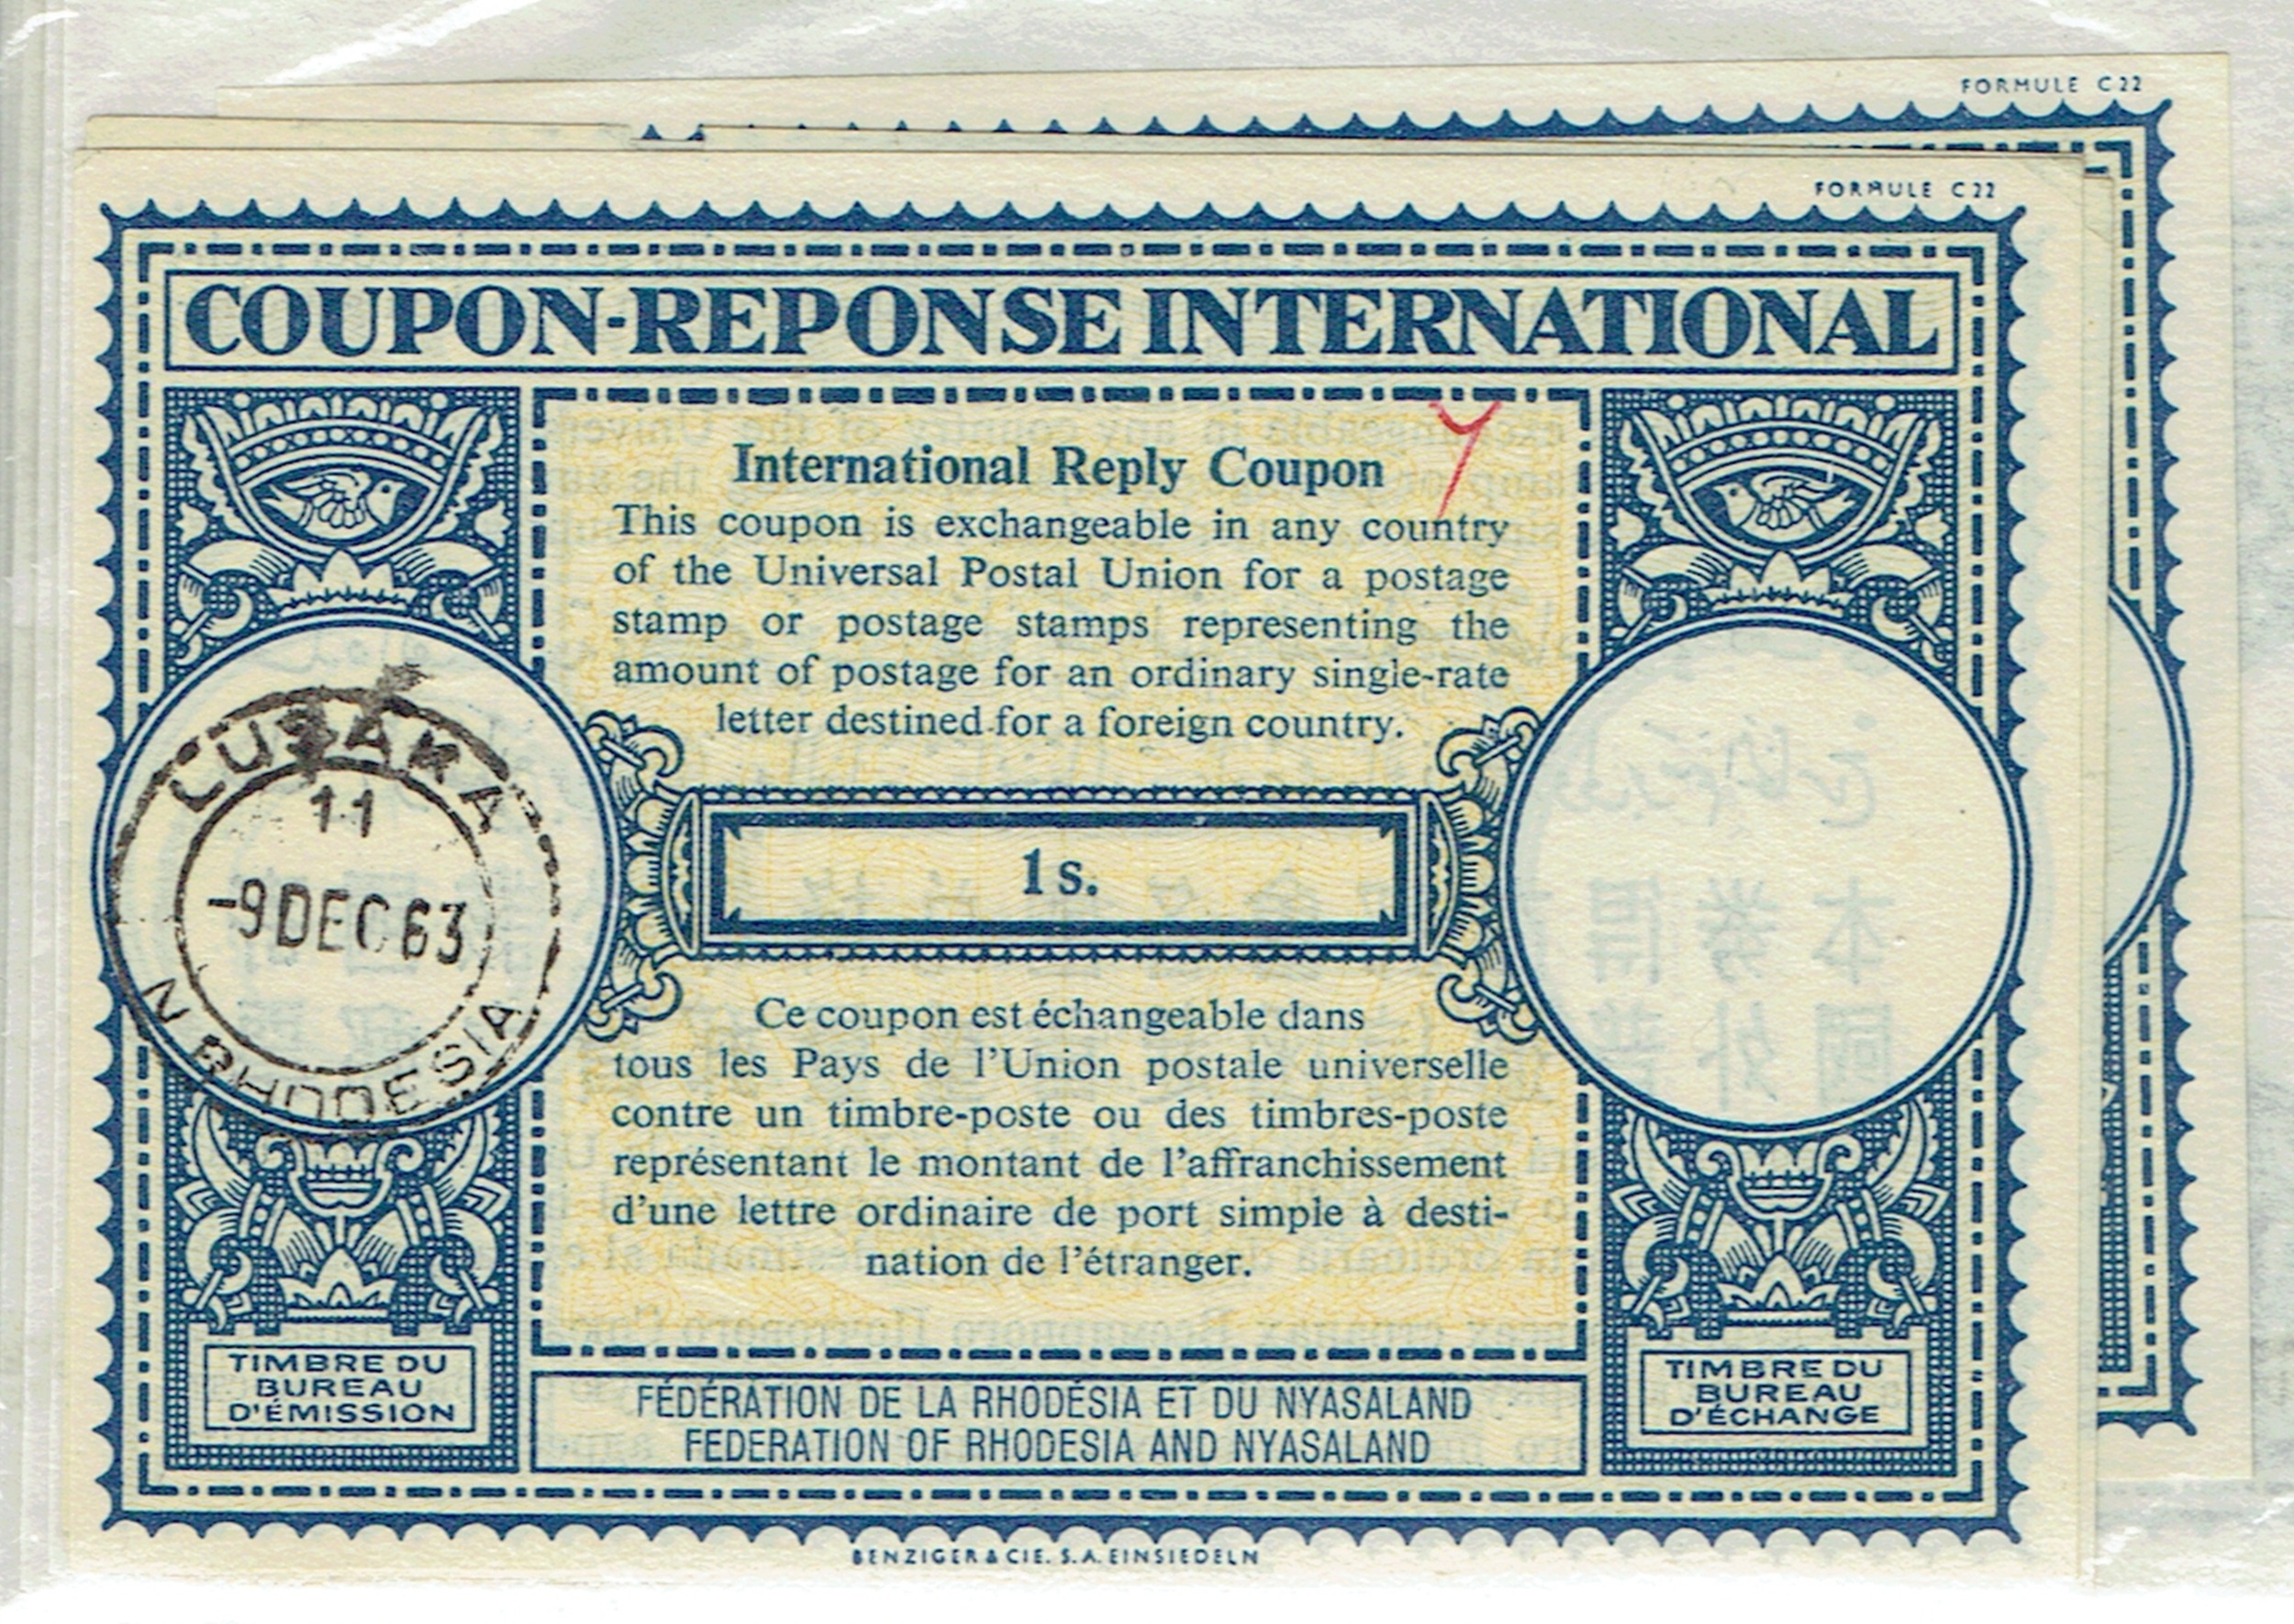 FORMULE C22
FORMULE C22
COUPON-REPONSE INTERNATIONAL
International Reply Coupon
This coupon is exchangeable in any country
of the Universal Postal Union for a postage
stamp or postage stamps representing the
amount of postage for an ordinary single-rate
letter destined for a foreign country.
LUSAKA
11
-9DEC63
N RHODESIA
1s.
Ce coupon est échangeable dans
tous les Pays de l'Union postale universelle
contre un timbre-poste ou des timbres-poste
représentant le montant de l'affranchissement
d'une lettre ordinaire de port simple à desti-
nation de l'étranger.
TIMBRE DU
BUREAU
D'ÉMISSION
FÉDÉRATION DE LA RHODÉSIA ET DU NYASALAND
FEDERATION OF RHODESIA AND NYASALAND
TIMBRE DU
BUREAU
D'ÉCHANGE
BENZIGER & CIE. S.A. EINSIEDELN